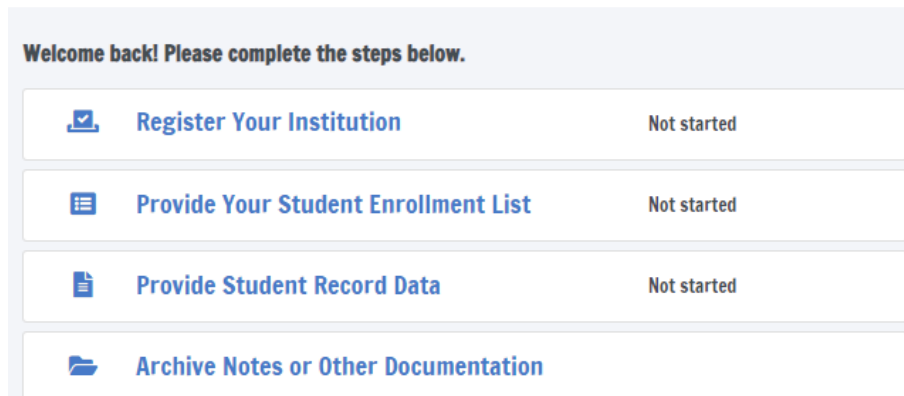 Welcome back! Please complete the steps below.
Register Your Institution Not started
Provide Your Student Enrollment List Not started
Provide Student Record Data Not started
Archive Notes or Other Documentation